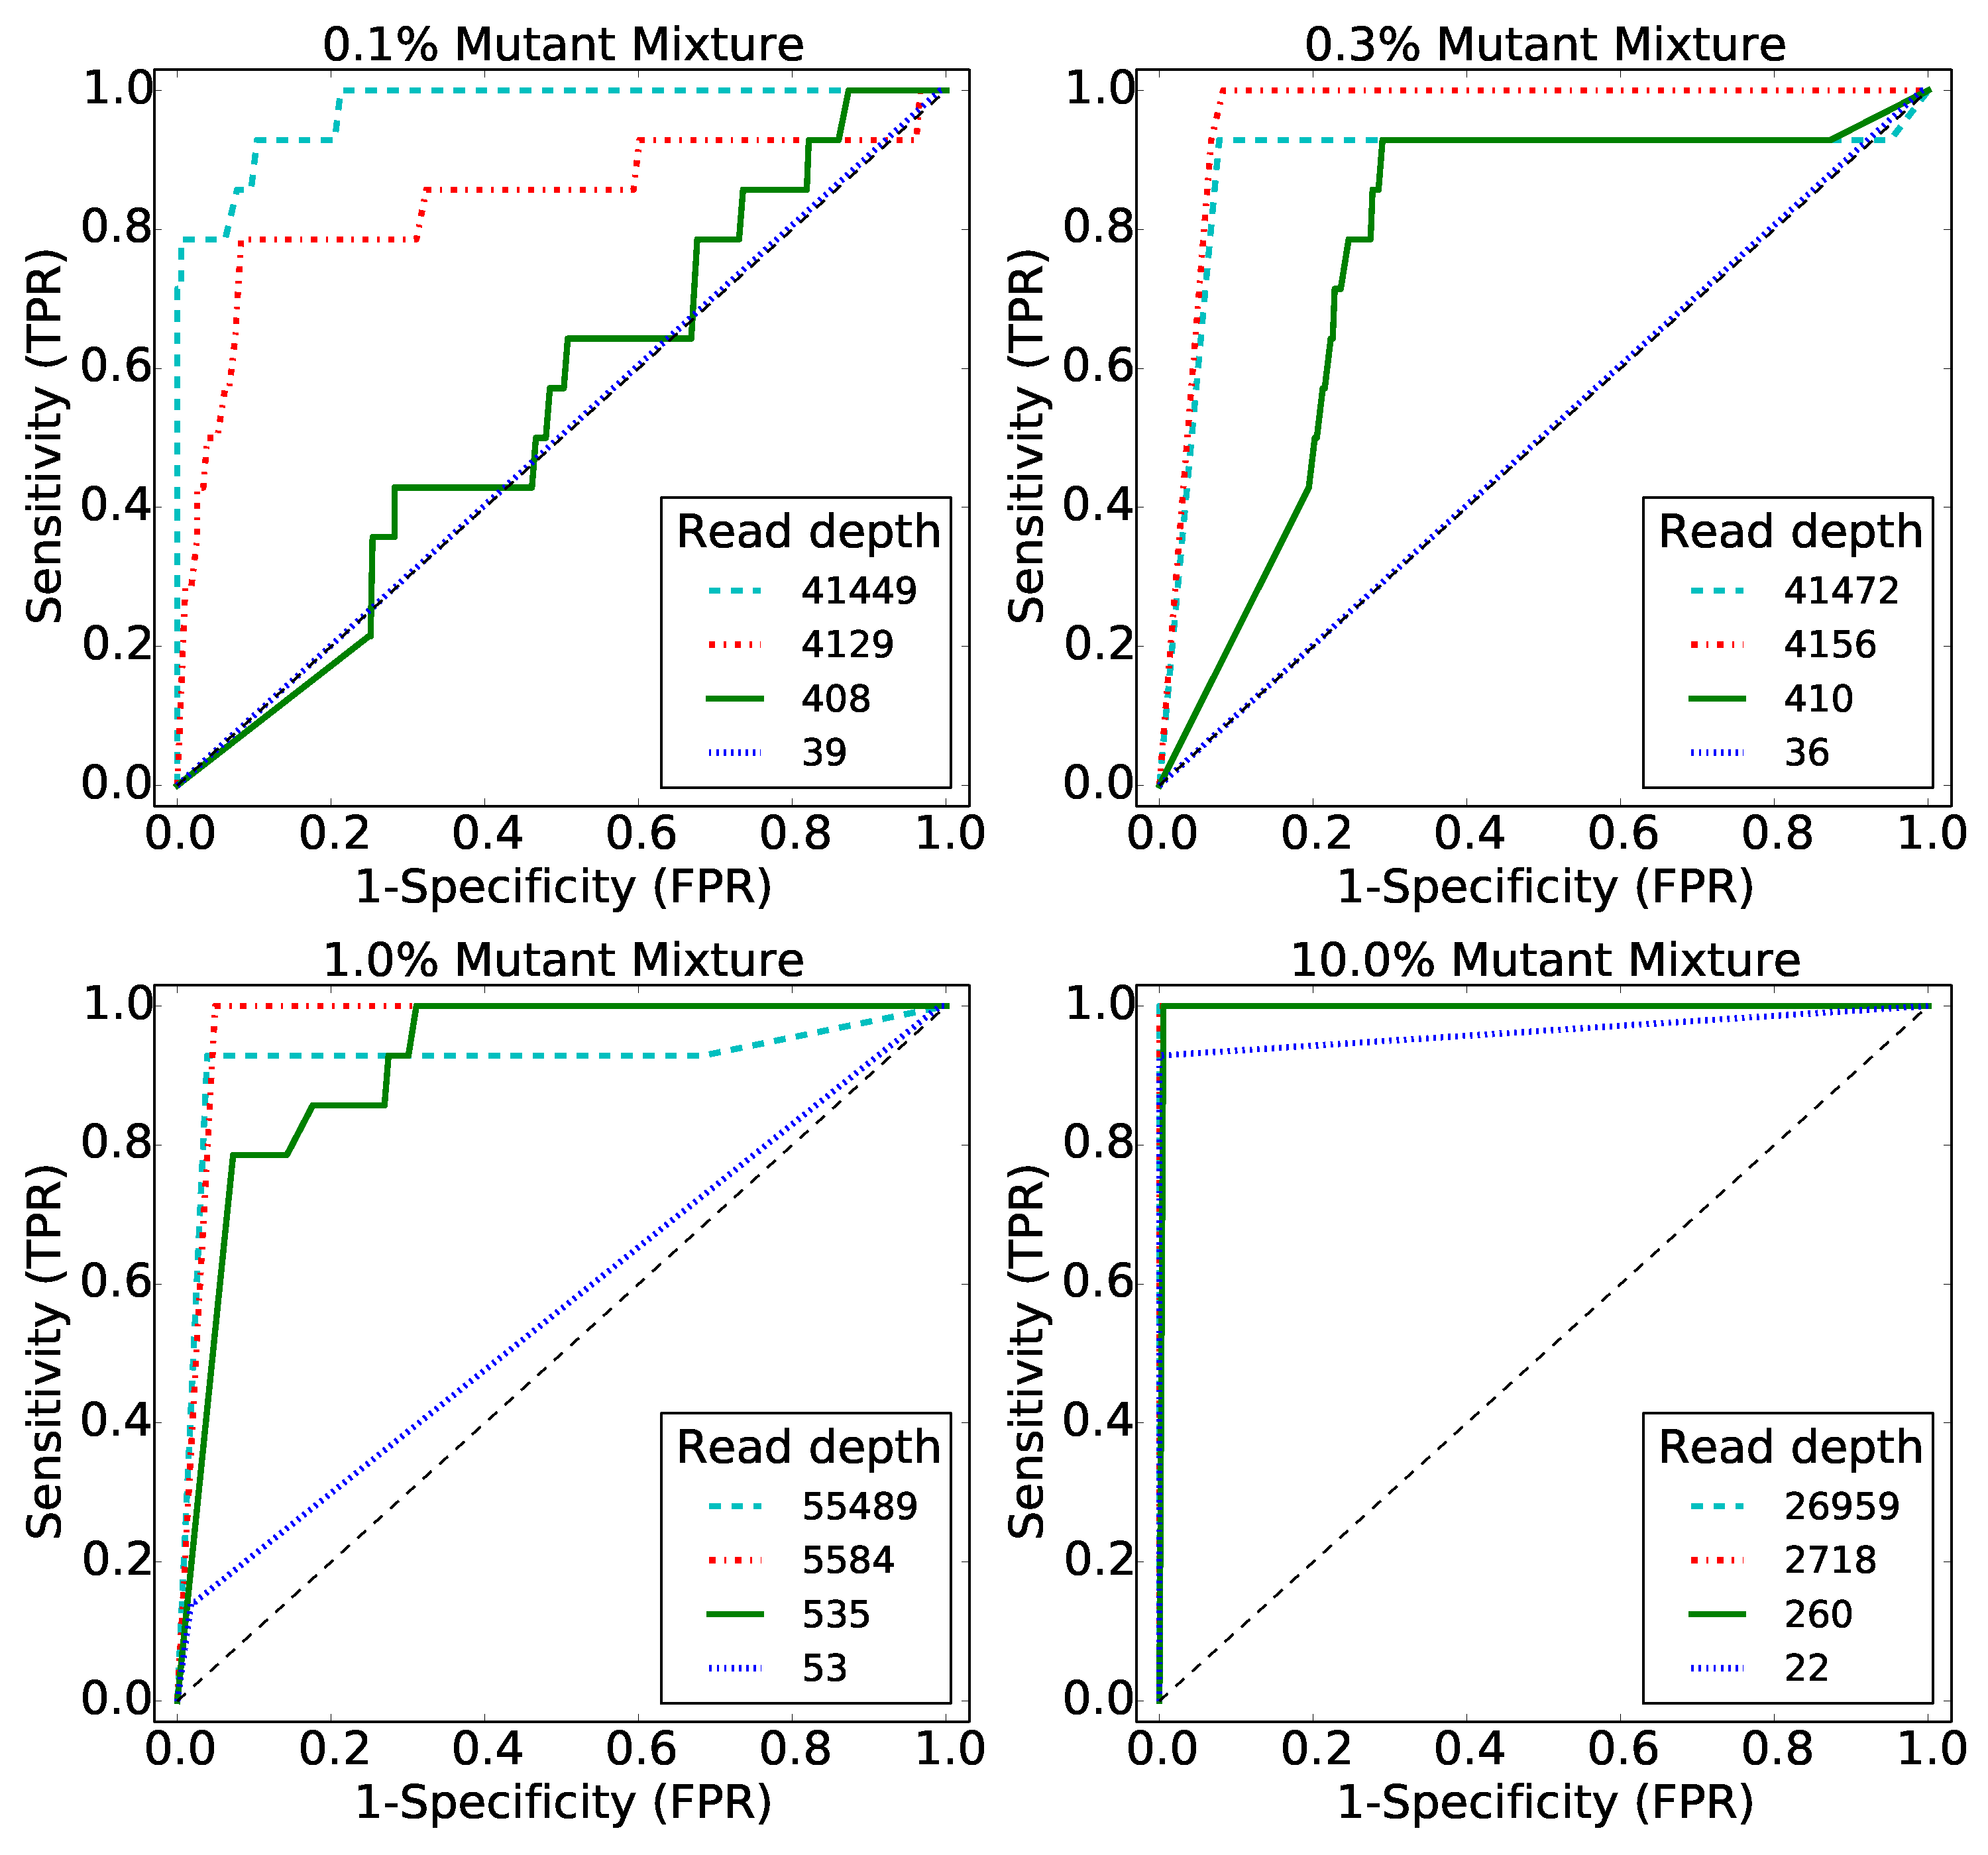 0.1% Mutant Mixture
1.0
0.8
0.6
0.4
0.2
0.0
Sensitivity (TPR)
Read depth
41449
4129
408
39
0.0 0.2 0.4 0.6 0.8 1.0
1-Specificity (FPR)
0.3% Mutant Mixture
1.0
0.8
0.6
0.4
0.2
0.0
Sensitivity (TPR)
Read depth
41472
4156
410
36
0.0 0.2 0.4 0.6 0.8 1.0
1-Specificity (FPR)
1.0% Mutant Mixture
1.0
0.8
0.6
0.4
0.2
0.0
Sensitivity (TPR)
Read depth
55489
5584
535
53
0.0 0.2 0.4 0.6 0.8 1.0
1-Specificity (FPR)
10.0% Mutant Mixture
1.0
0.8
0.6
0.4
0.2
0.0
Sensitivity (TPR)
Read depth
26959
2718
260
22
0.0 0.2 0.4 0.6 0.8 1.0
1-Specificity (FPR)